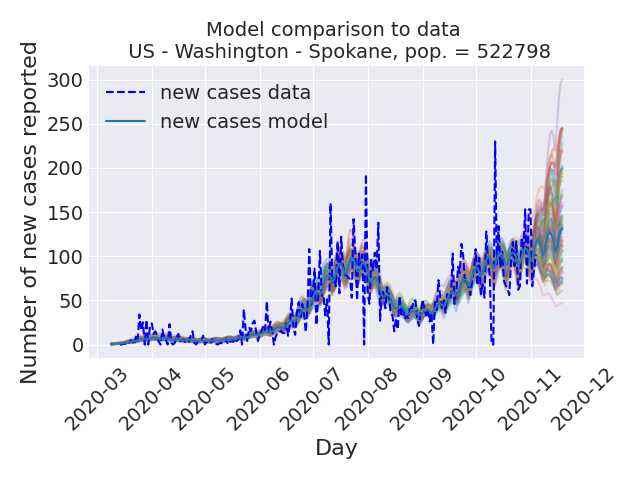 Model comparison to data
US - Washington - Spokane, pop. = 522798
Number of new cases reported
300
250
200
150
100
50
0
new cases data
new cases model
2020-03
2020-04
2020-05
2020-06
2020-07
2020-08
2020-09
2020-10
2020-11
2020-12
Day